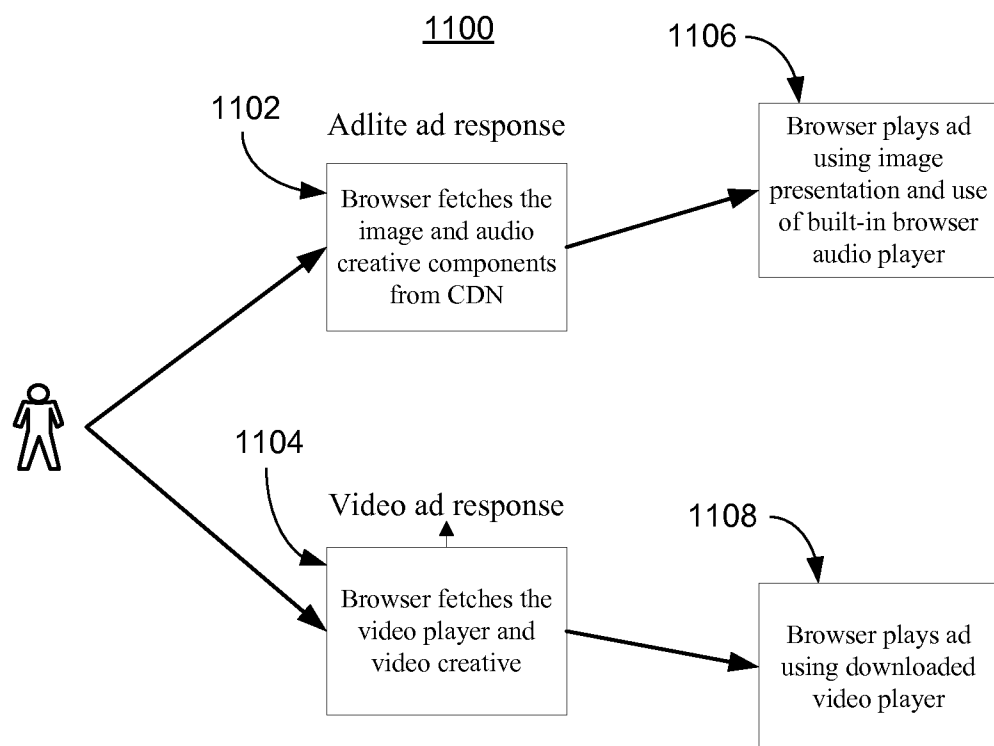 1100
1106
1102
Adlite ad response
Browser fetches the
image and audio
creative components
from CDN
Browser plays ad
using image
presentation and use
of built-in browser
audio player
1104
Video ad response
Browser fetches the
video player and
video creative
1108
Browser plays ad
using downloaded
video player